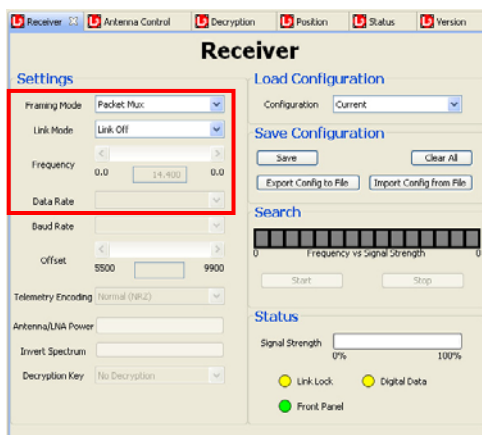 Receiver
Antenna Control
Decryption
Position
Status
Version
Receiver
Settings
Framing Mode
Packet Mux
Link Mode
Link Off
Frequency
0.0
14.400
0.0
Data Rate
Baud Rate
Offset
5500
9900
Telemetry Encoding
Normal (NRZ)
Antenna/LNA Power
Invert Spectrum
Decryption Key
No Decryption
Load Configuration
Configuration
Current
Save Configuration
Save
Clear All
Export Config to File
Import Config from File
Search
0
Frequency vs Signal Strength
0
Start
Stop
Status
Signal Strength
0%
100%
Link Lock
Digital Data
Front Panel